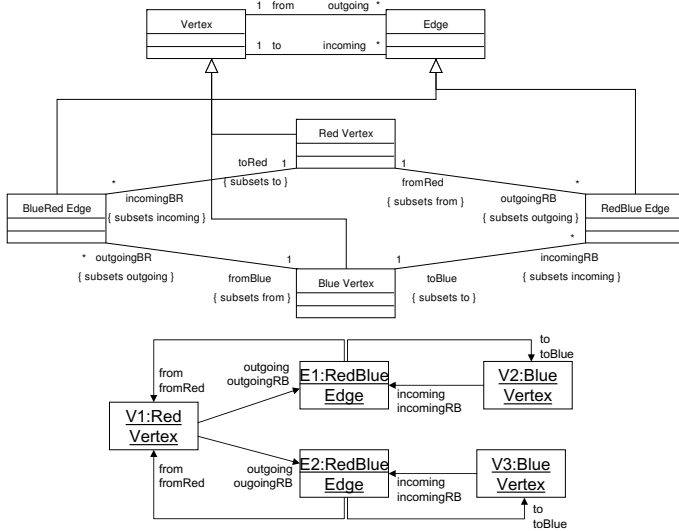 1 from outgoing *
Vertex
Edge
1 to incoming *
Red Vertex
toRed 1
{ subsets to }
1
fromRed
{ subsets from }
*
incomingBR
{ subsets incoming }
*
outgoingRB
{ subsets outgoing }
BlueRed Edge
RedBlue Edge
* outgoingBR
{ subsets outgoing }
1
fromBlue
{ subsets from }
Blue Vertex
1
toBlue
{ subsets to }
*
incomingRB
{ subsets incoming }
from
fromRed
outgoing
outgoingRB
E1:RedBlue
Edge
incoming
incomingRB
to
toBlue
V2:Blue
Vertex
V1:Red
Vertex
from
fromRed
outgoing
ougoingRB
E2:RedBlue
Edge
incoming
incomingRB
V3:Blue
Vertex
to
toBlue